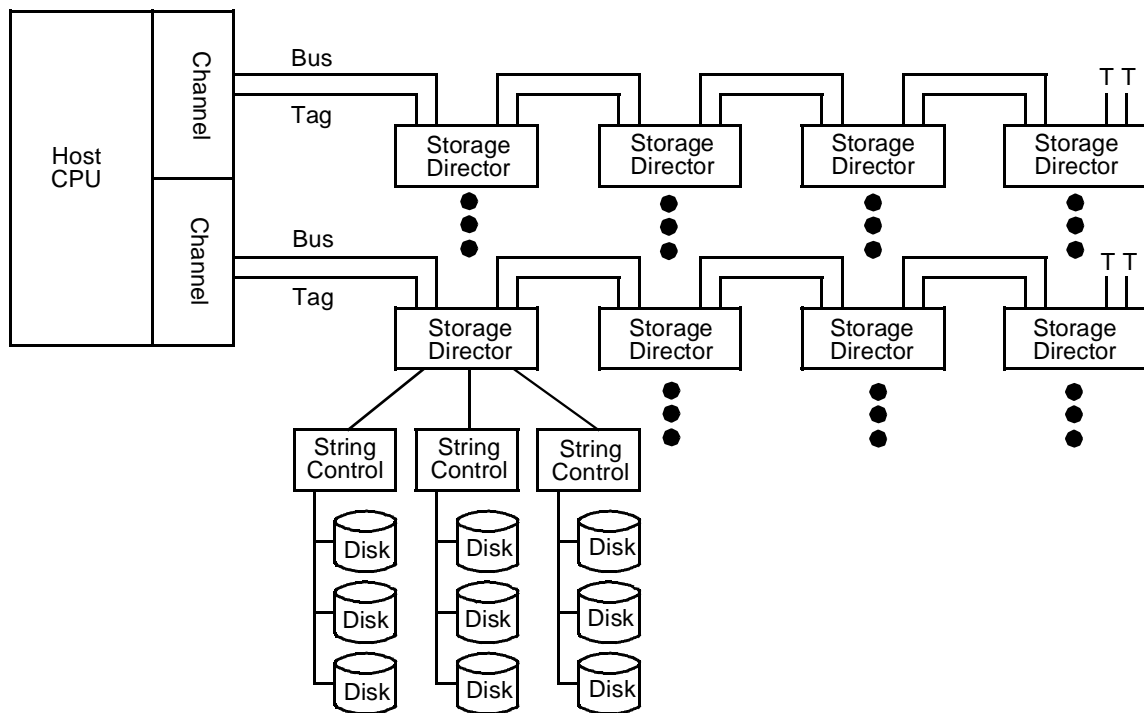 Host
CPU
Channel
Channel
Bus
Tag
T T
Storage
Director
Storage
Director
Storage
Director
Storage
Director
Bus
Tag
T T
Storage
Director
Storage
Director
Storage
Director
Storage
Director
String
Control
String
Control
String
Control
Disk
Disk
Disk
Disk
Disk
Disk
Disk
Disk
Disk